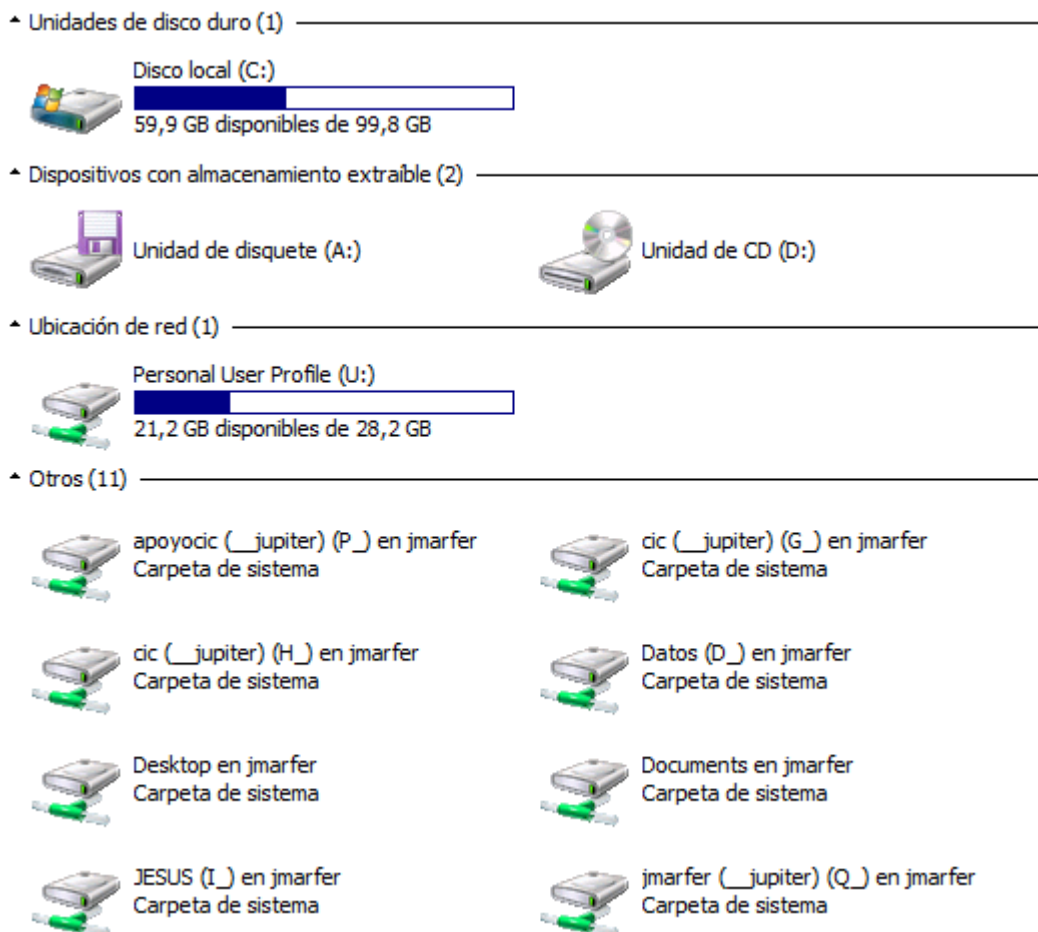 Unidades de disco duro (1)
Disco local (C:)
59,9 GB disponibles de 99,8 GB
Dispositivos con almacenamiento extraíble (2)
Unidad de disquete (A:)
Unidad de CD (D:)
Ubicación de red (1)
Personal User Profile (U:)
21,2 GB disponibles de 28,2 GB
Otros (11)
apoyocic (__jupiter) (P_) en jmarfer
Carpeta de sistema
cic (__jupiter) (G_) en jmarfer
Carpeta de sistema
cic (__jupiter) (H_) en jmarfer
Carpeta de sistema
Datos (D_) en jmarfer
Carpeta de sistema
Desktop en jmarfer
Carpeta de sistema
Documents en jmarfer
Carpeta de sistema
JESUS (I_) en jmarfer
Carpeta de sistema
jmarfer (__jupiter) (Q_) en jmarfer
Carpeta de sistema